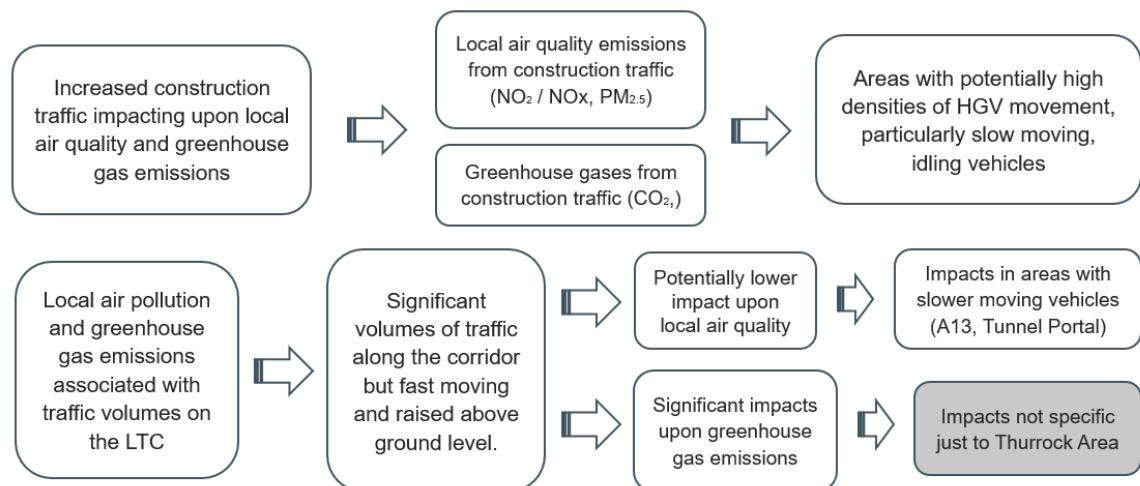 Increased construction
traffic impacting upon local
air quality and greenhouse
gas emissions
Local air quality emissions
from construction traffic
(NO₂ / NOx, PM₂.₅)
Greenhouse gases from
construction traffic (CO₂,)
Areas with potentially high
densities of HGV movement,
particularly slow moving,
idling vehicles
Local air pollution
and greenhouse
gas emissions
associated with
traffic volumes on
the LTC
Significant
volumes of traffic
along the corridor
but fast moving
and raised above
ground level.
Potentially lower
impact upon
local air quality
Impacts in areas with
slower moving vehicles
(A13, Tunnel Portal)
Significant impacts
upon greenhouse
gas emissions
Impacts not specific
just to Thurrock Area